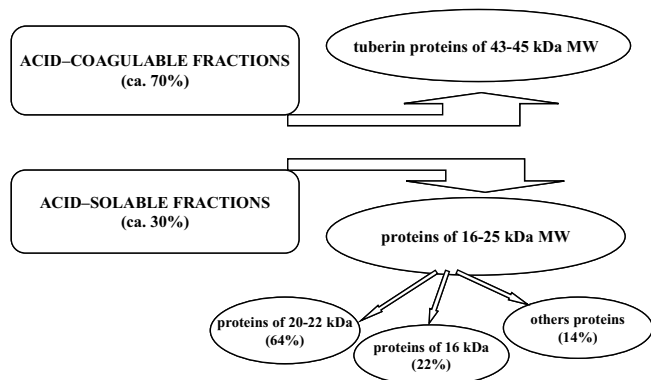 ACID–COAGULABLE FRACTIONS
(ca. 70%)
tuberin proteins of 43-45 kDa MW
ACID–SOLABLE FRACTIONS
(ca. 30%)
proteins of 16-25 kDa MW
proteins of 20-22 kDa
(64%)
proteins of 16 kDa
(22%)
others proteins
(14%)